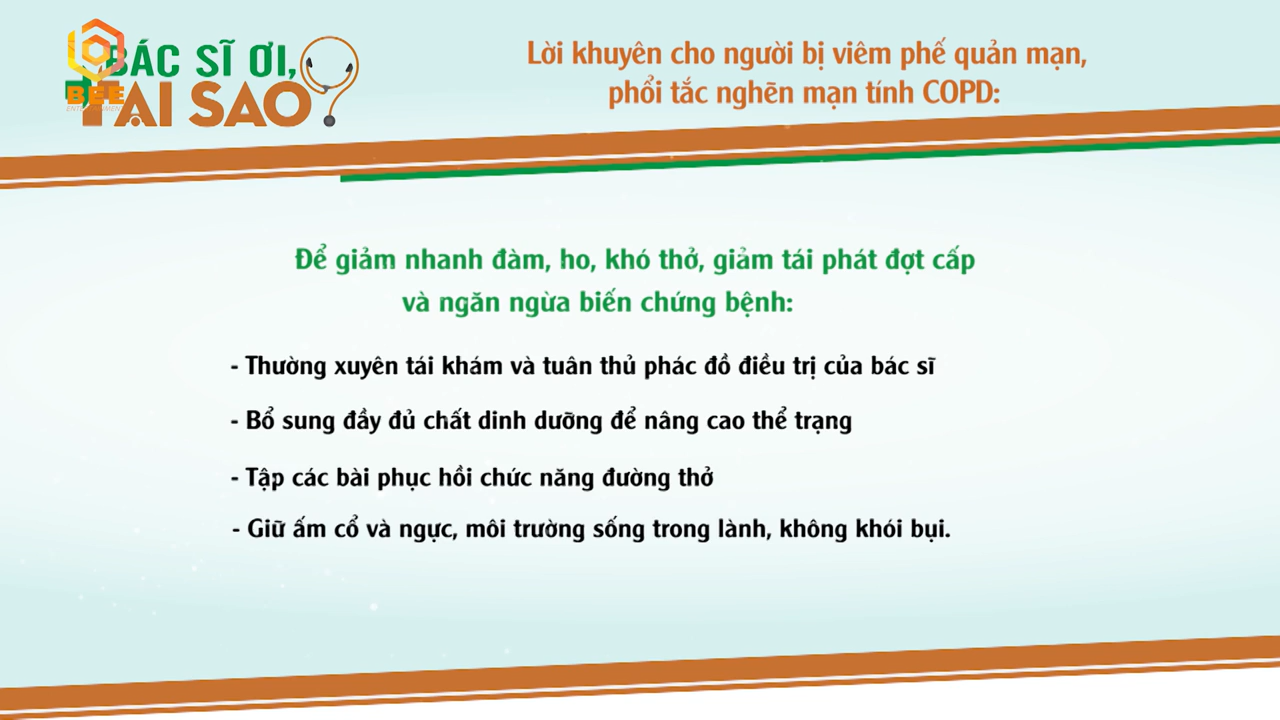 BÁC SĨ ƠI,
TẠI SAO
BEE
ENTERTAINMENT
Lời khuyên cho người bị viêm phế quản mạn,
phổi tắc nghẽn mạn tính COPD:
Để giảm nhanh đàm, ho, khó thở, giảm tái phát đợt cấp
và ngăn ngừa biến chứng bệnh:
- Thường xuyên tái khám và tuân thủ phác đồ điều trị của bác sĩ
- Bổ sung đầy đủ chất dinh dưỡng để nâng cao thể trạng
- Tập các bài phục hồi chức năng đường thở
- Giữ ấm cổ và ngực, môi trường sống trong lành, không khói bụi.